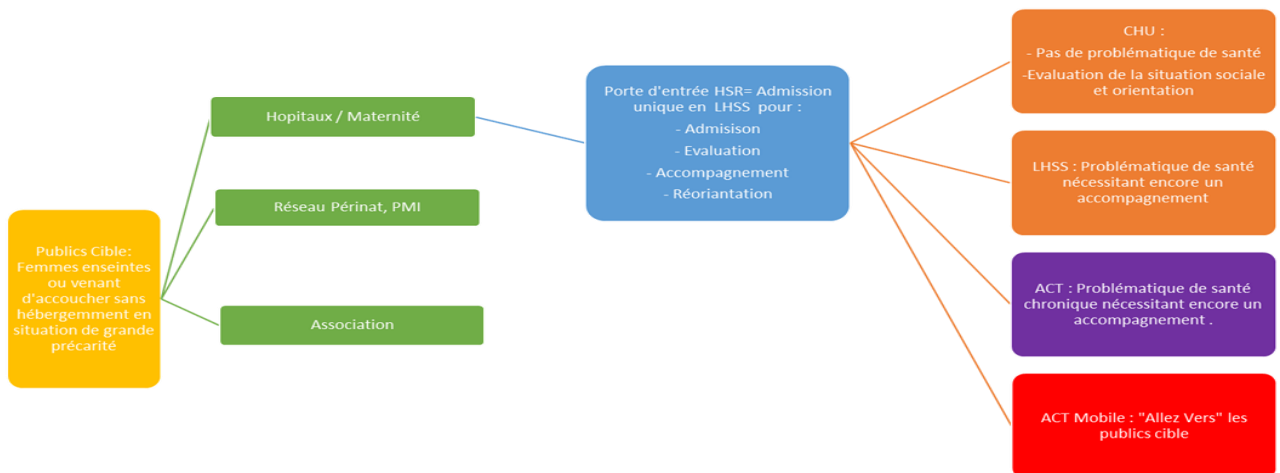 Publics Cible:
Femmes enseintes
ou venant
d'accoucher sans
hébergemment en
situation de grande
précarité
Hopitaux / Maternité
Réseau Périnat, PMI
Association
Porte d'entrée HSR= Admission
unique en LHSS pour :
- Admisison
- Evaluation
- Accompagnement
- Réoriantation
CHU :
- Pas de problématique de santé
-Evaluation de la situation sociale
et orientation
LHSS : Problématique de santé
nécessitant encore un
accompagnement
ACT : Problématique de santé
chronique nécessitant encore un
accompagnement .
ACT Mobile : "Allez Vers" les
publics cible